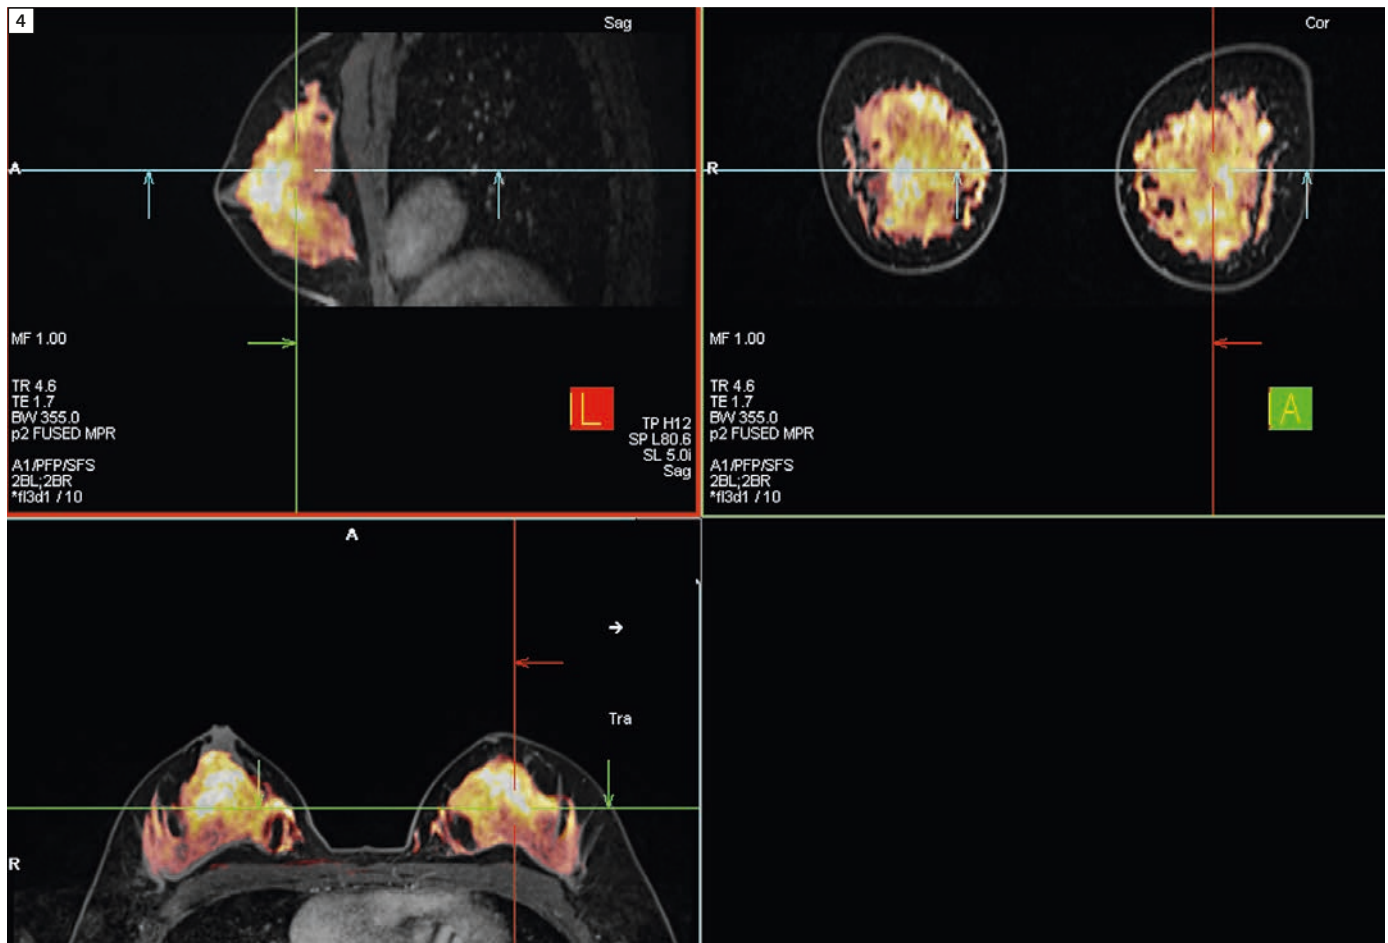 4
Sag
A
MF 1.00
TR 4.6
TE 1.7
BW 355.0
p2 FUSED MPR
A1/PFP/SFS
2BL;2BR
*fl3d1 / 10
L
TP H12
SP L80.6
SL 5.0i
Sag
Cor
R
MF 1.00
TR 4.6
TE 1.7
BW 355.0
p2 FUSED MPR
A1/PFP/SFS
2BL;2BR
*fl3d1 / 10
A
A
Tra
R